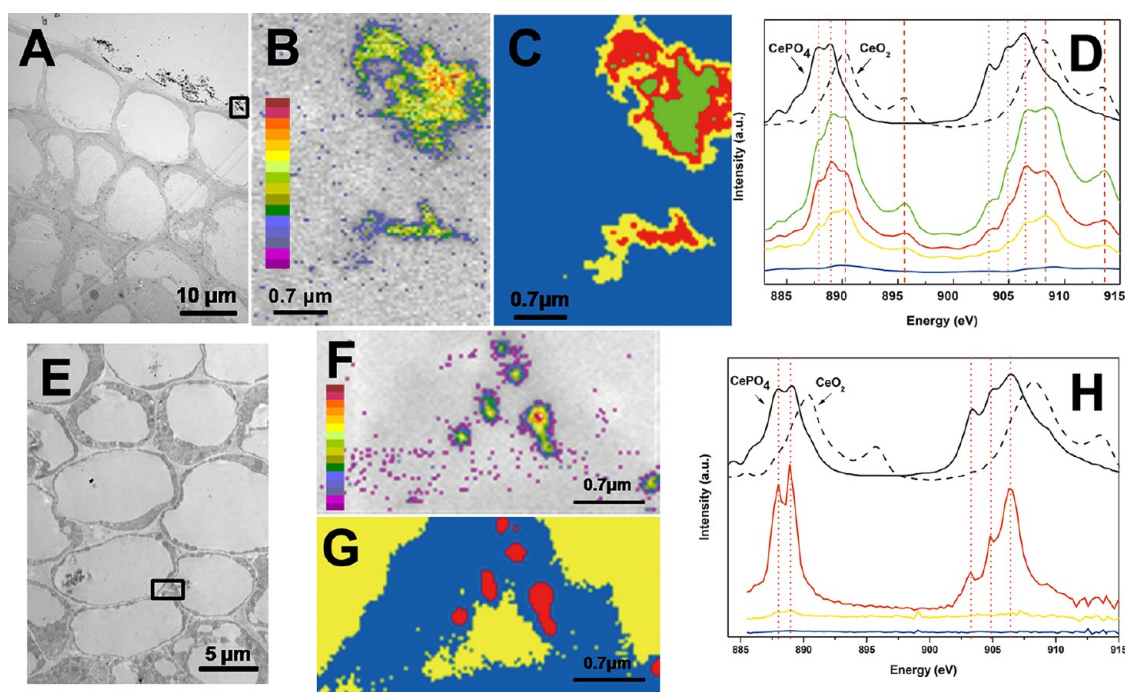 A
10 µm
B
0.7 µm
C
0.7µm
D
CePO4
CeO2
Intensity (a.u.)
885 890 895 900 905 910 915
Energy (eV)
E
5 µm
F
0.7µm
G
0.7µm
H
CePO4
CeO2
Intensity (a.u.)
885 890 895 900 905 910 915
Energy (eV)